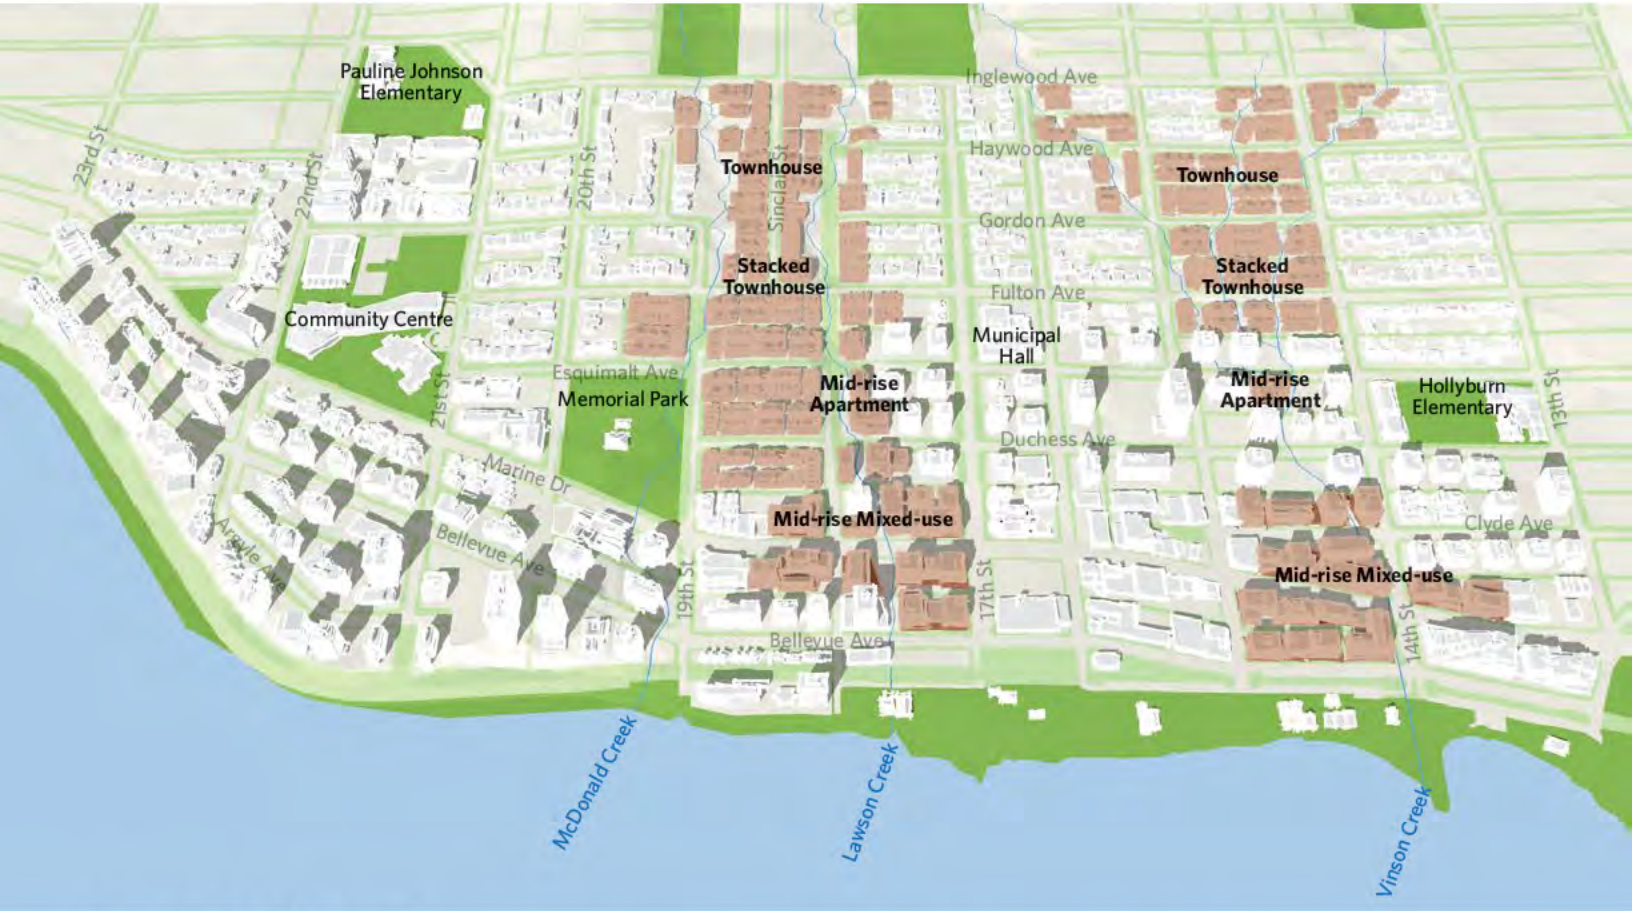 Pauline Johnson
Elementary
Inglewood Ave
Haywood Ave
23rd St
22nd St
20th St
Sinclair St
Townhouse
Townhouse
Gordon Ave
Stacked
Townhouse
Stacked
Townhouse
Fulton Ave
Community Centre
Municipal
Hall
Esquimalt Ave
Memorial Park
21st St
Mid-rise
Apartment
Mid-rise
Apartment
Hollyburn
Elementary
13th St
Duchess Ave
Marine Dr
Mid-rise Mixed-use
Clyde Ave
Argyle Ave
Bellevue Ave
19th St
17th St
Mid-rise Mixed-use
14th St
Bellevue Ave
McDonald Creek
Lawson Creek
Vinson Creek